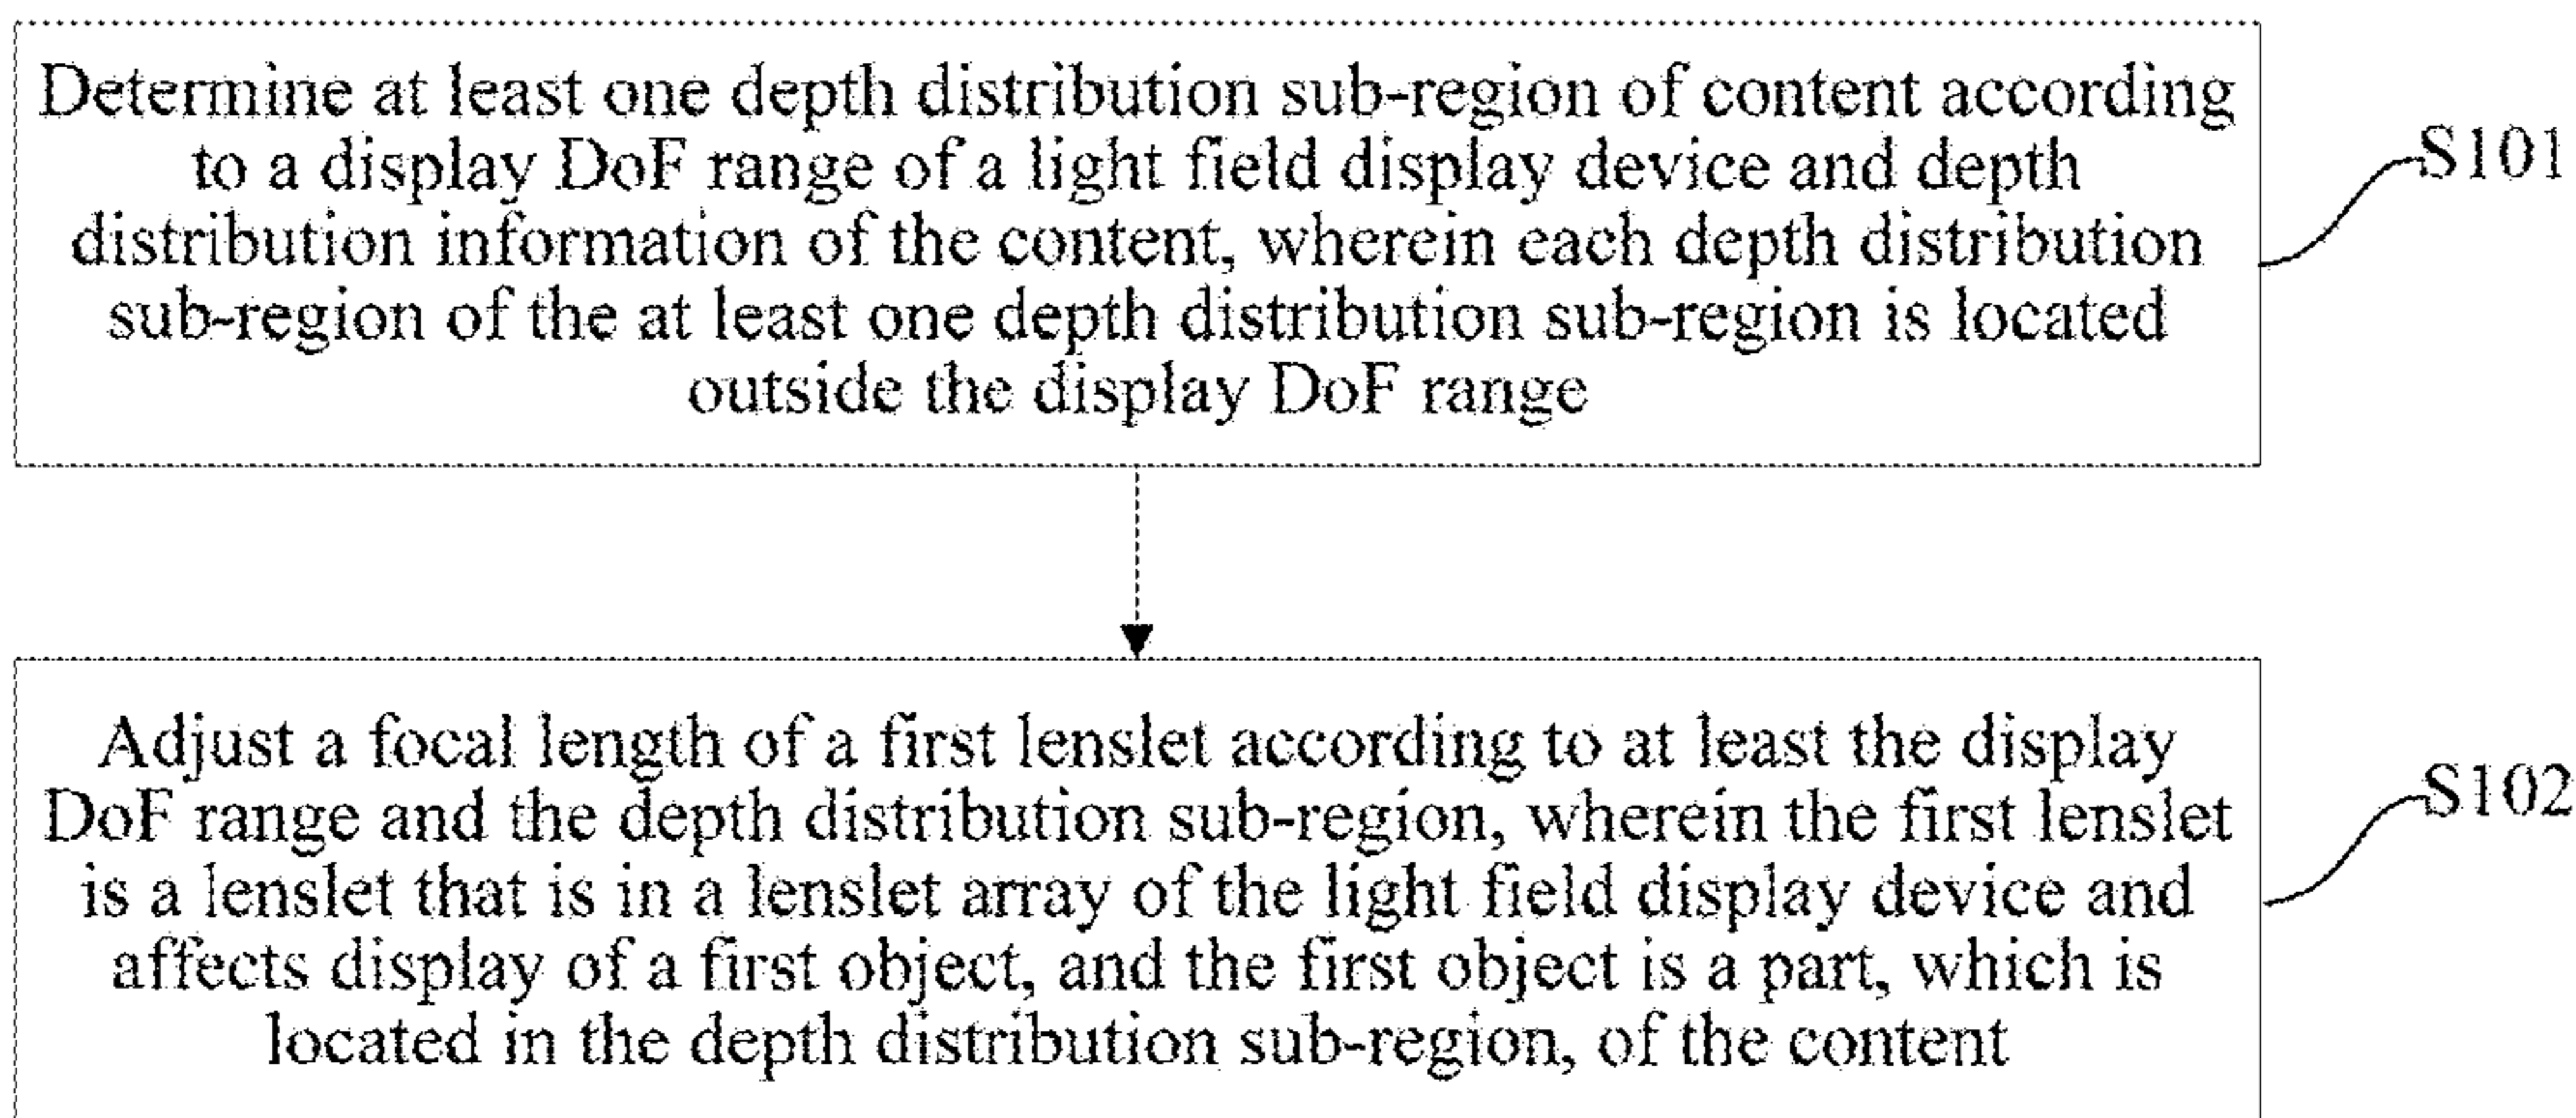 Determine at least one depth distribution sub-region of content according
to a display DoF range of a light field display device and depth
distribution information of the content, wherein each depth distribution
sub-region of the at least one depth distribution sub-region is located
outside the display DoF range
S101
Adjust a focal length of a first lenslet according to at least the display
DoF range and the depth distribution sub-region, wherein the first lenslet
is a lenslet that is in a lenslet array of the light field display device and
affects display of a first object, and the first object is a part, which is
located in the depth distribution sub-region, of the content
S102